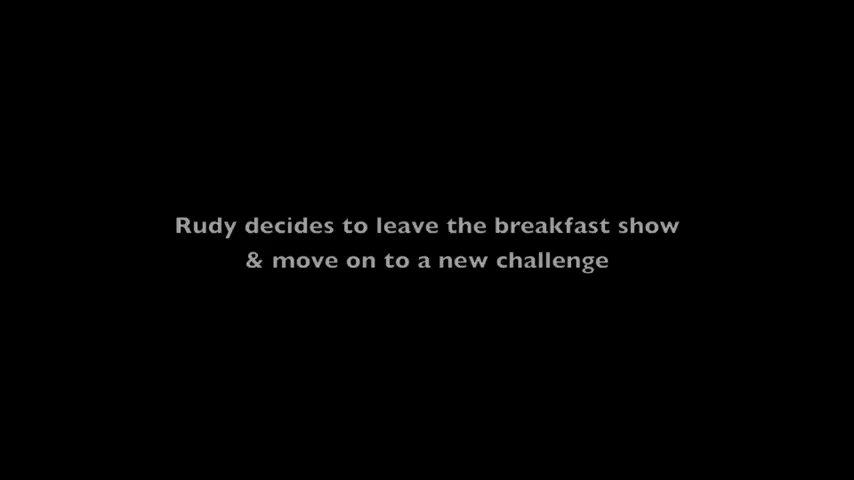 Rudy decides to leave the breakfast show
& move on to a new challenge